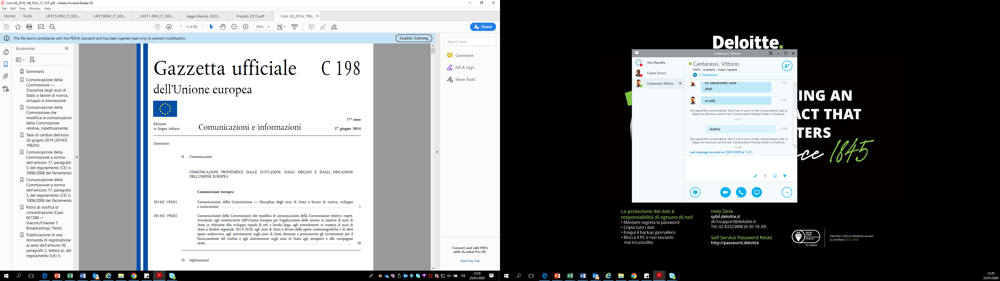 Com UE_2014_198_FULL_IT_TXT.pdf - Adobe Acrobat Reader DC
File Edit View Window Help
Home Tools LIFE19-ENV_IT_000... LIFE19ENV_IT_000... LIFE17-ENV_IT_000... legge bilancio 2020... Frascati 2015.pdf Com UE_2014_198...
1 (1 of 48) 100% Share
This file claims compliance with the PDF/A standard and has been opened read-only to prevent modification.
Enable Editing
Bookmarks
Sommario
Comunicazione della
Commissione —
Disciplina degli aiuti di
Stato a favore di ricerca,
sviluppo e innovazione
Comunicazione della
Commissione che
modifica le comunicazioni
della Commissione
relative, rispettivamente,
Tassi di cambio dell'euro
26 giugno 2014 (2014/C
198/03)
Comunicazione della
Commissione a norma
dell'articolo 17, paragrafo
5, del regolamento (CE) n.
1008/2008 del Parlamento
Comunicazione della
Commissione a norma
dell'articolo 17, paragrafo
5, del regolamento (CE) n.
1008/2008 del Parlamento
Ritiro di notifica di
concentrazione (Caso
M.7288 —
Viacom/Channel 5
Broadcasting) (Testo
Pubblicazione di una
domanda di registrazione
ai sensi dell'articolo 50,
paragrafo 2, lettera a), del
regolamento (UE) n.
Gazzetta ufficiale C 198
dell'Unione europea
57° anno
Edizione
in lingua italiana
Comunicazioni e informazioni
27 giugno 2014
Sommario
II Comunicazioni
COMUNICAZIONI PROVENIENTI DALLE ISTITUZIONI, DAGLI ORGANI E DAGLI ORGANISMI
DELL'UNIONE EUROPEA
Commissione europea
2014/C 198/01 Comunicazione della Commissione — Disciplina degli aiuti di Stato a favore di ricerca, sviluppo
e innovazione 1
2014/C 198/02 Comunicazione della Commissione che modifica le comunicazioni della Commissione relative, rispet-
tivamente, agli orientamenti dell'Unione europea per l'applicazione delle norme in materia di aiuti di
Stato in relazione allo sviluppo rapido di reti a banda larga, agli orientamenti in materia di aiuti di
Stato a finalità regionale 2014-2020, agli aiuti di Stato a favore delle opere cinematografiche e di altre
opere audiovisive, agli orientamenti sugli aiuti di Stato destinati a promuovere gli investimenti per il
finanziamento del rischio e agli orientamenti sugli aiuti di Stato agli aeroporti e alle compagnie
aeree 30
IV Informazioni
Search tools
Comment
Fill & Sign
More Tools
Convert and edit PDFs
with Acrobat Pro DC
Start Free Trial
ITA
12:29
23/01/2020
Deloitte.
Cantacessi, Vittorio
Vito Marraffa
Canini, Enrico
Cantacessi, Vittorio
Cantacessi, Vittorio
STAFF, Available - Video Capable
2 Participants
ho interpretato bene 11:09
ahah
eccallà 11:21
We saved this conversation. You'll see it soon in the Conversations tab in
Skype for Business and in the Conversation History folder in Outlook.
11:21
ahahha 11:24
We saved this conversation. You'll see it soon in the Conversations tab in
Skype for Business and in the Conversation History folder in Outlook.
11:36
Last message received on 23/01/2020 at 11:21.
ING AN
ACT THAT
TERS
ce 1845
La protezione dei dati è
responsabilità di ognuno di noi!
• Mantieni segreta la password
• Cripta tutti i dati
• Esegui il backup giornaliero
• Blocca il PC e non lasciarlo
mai incustodito
Help Desk
sybil.deloitte.it
dcmsupport@deloitte.it
Tel: 02 83323888 (8.30-18.30)
Self Service Password Reset
http://password.deloitte
bsi.
ISO/IEC
27001
Information Security
Management
IS 630642
Deloitte Central Mediterranean
is certified ISO 27001
12:29
23/01/2020